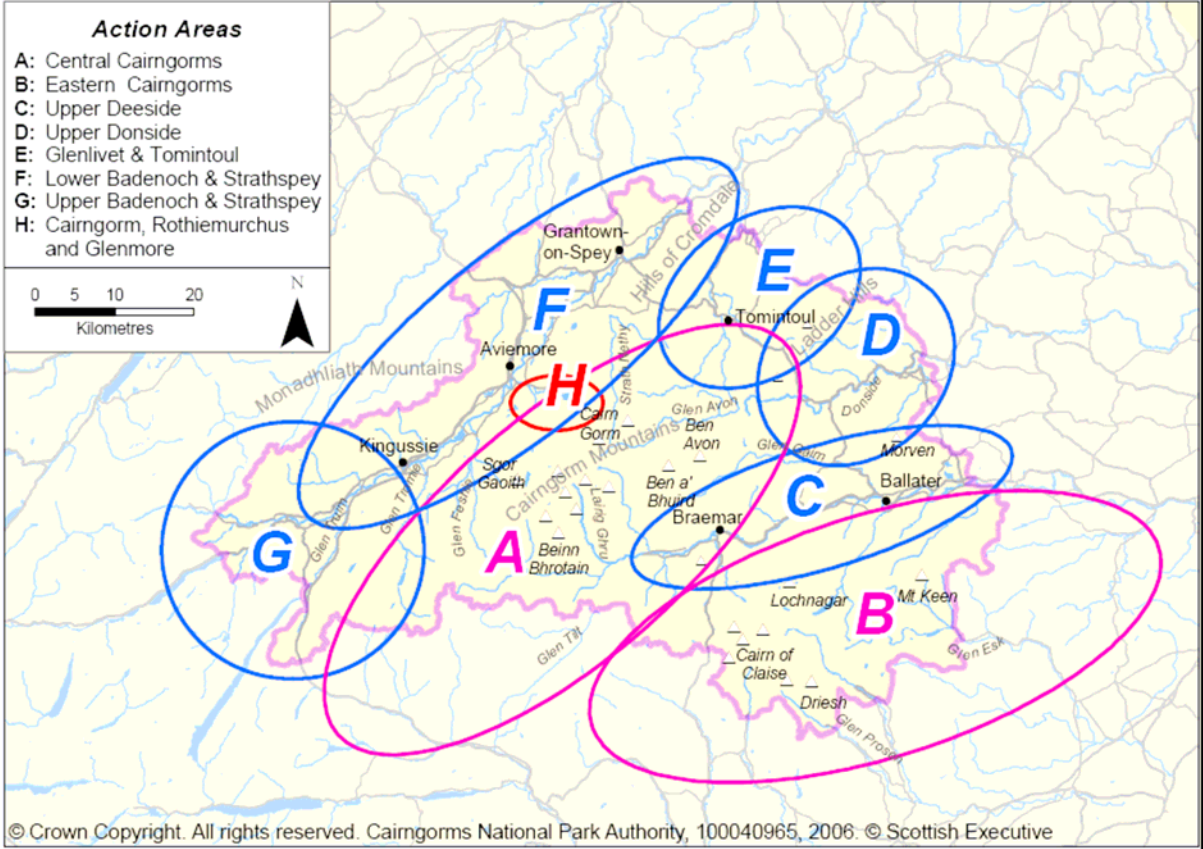 Action Areas
A: Central Cairngorms
B: Eastern Cairngorms
C: Upper Deeside
D: Upper Donside
E: Glenlivet & Tomintoul
F: Lower Badenoch & Strathspey
G: Upper Badenoch & Strathspey
H: Cairngorm, Rothiemurchus
and Glenmore
N
0 5 10 20
Kilometres
Grantown-
on-Spey
Hills of Cromdale
E
F
Tomintoul
Ladder Hills
D
Aviemore
Strath Nethy
Monadhliath Mountains
H
Donside
Glen Avon
Cairn
Gorm
Ben
Avon
Cairngorm Mountains
Kingussie
Glen Cairn
Morven
Sgor
Gaoith
Ballater
Ben a'
Bhuird
C
Glen Truim
Glen Tromie
Glen Feshie
Lairig Ghru
Braemar
G
A
Beinn
Bhrotain
Lochnagar
Mt Keen
B
Glen Tilt
Glen Esk
Cairn of
Claise
Driesh
Glen Prosen
© Crown Copyright. All rights reserved. Cairngorms National Park Authority, 100040965, 2006. © Scottish Executive